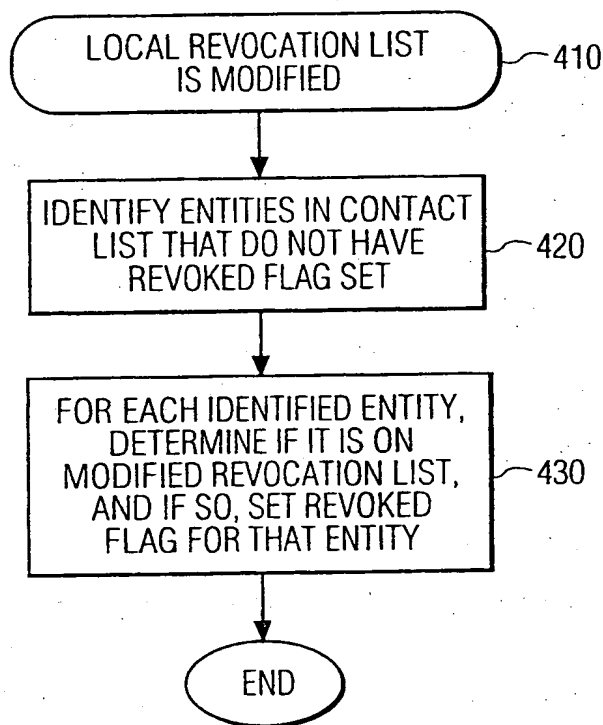 LOCAL REVOCATION LIST
IS MODIFIED
410
IDENTIFY ENTITIES IN CONTACT
LIST THAT DO NOT HAVE
REVOKED FLAG SET
420
FOR EACH IDENTIFIED ENTITY,
DETERMINE IF IT IS ON
MODIFIED REVOCATION LIST,
AND IF SO, SET REVOKED
FLAG FOR THAT ENTITY
430
END